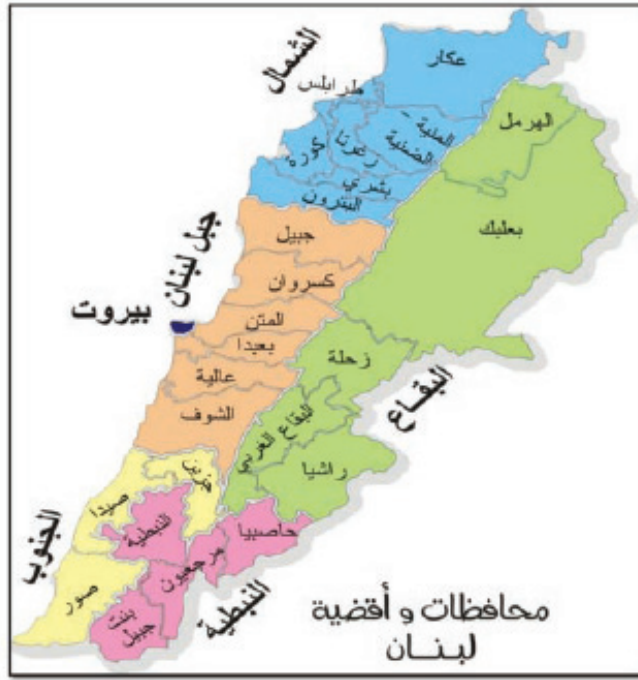 الشمال
عكار
طرابلس
المنية -
الضنية
زغرتا
كورة
بشري
البترون
الهرمل
بعلبك
جبل لبنان
جبيل
كسروان
المتن
بيروت
بعبدا
عالية
الشوف
زحلة
البقاع
البقاع الغربي
راشيا
الجنوب
جزين
صيدا
النبطية
حاصبيا
مرجعيون
صور
بنت
جبيل
النبطية
محافظات و أقضية
لبنان